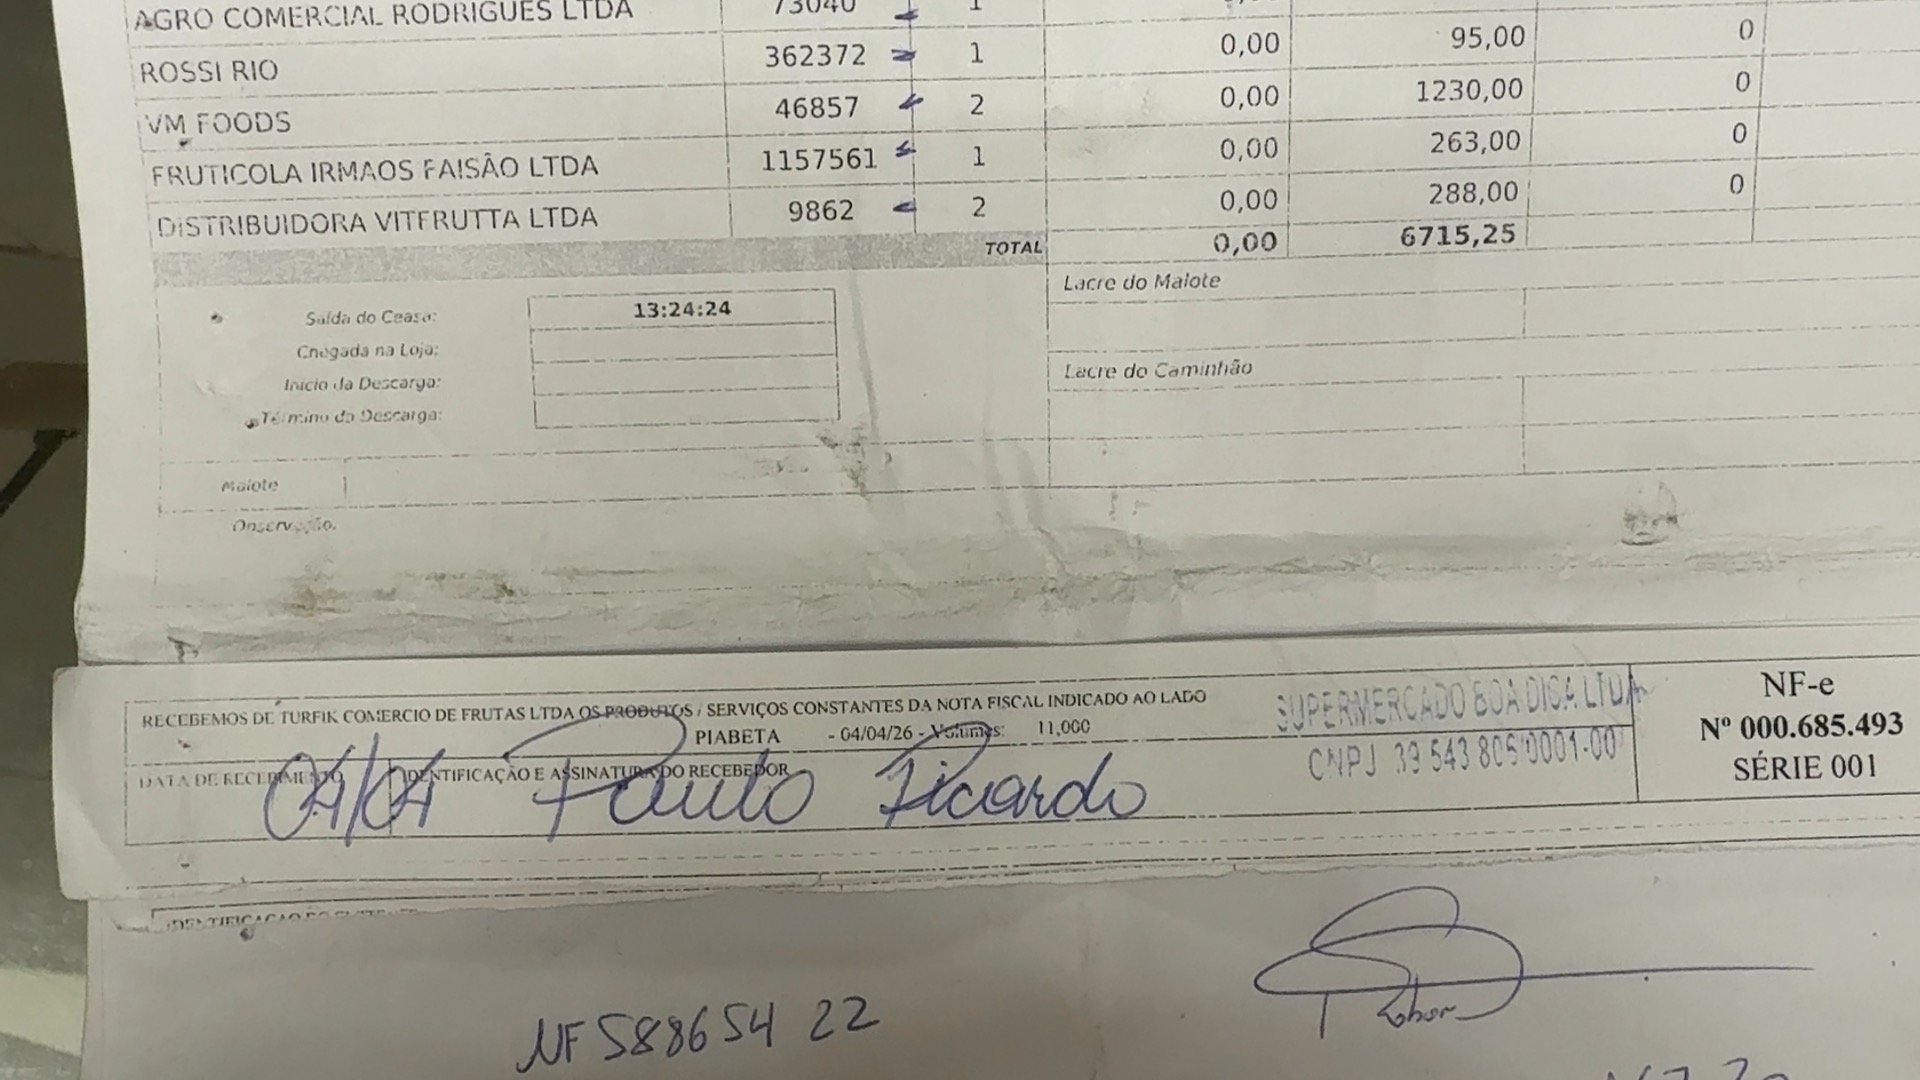 AGRO COMERCIAL RODRIGUES LTDA 73040 1
ROSSI RIO 362372 1 0,00 95,00 0
VM FOODS 46857 2 0,00 1230,00 0
FRUTICOLA IRMAOS FAISÃO LTDA 1157561 1 0,00 263,00 0
DISTRIBUIDORA VITFRUTTA LTDA 9862 2 0,00 288,00 0
TOTAL 0,00 6715,25
Saída do Ceasa: 13:24:24
Chegada na Loja:
Inicio da Descarga:
Término da Descarga:
Lacre do Malote
Lacre do Caminhão
Malote
Observação.
RECEBEMOS DE TURFIK COMERCIO DE FRUTAS LTDA OS PRODUTOS / SERVIÇOS CONSTANTES DA NOTA FISCAL INDICADO AO LADO
PIABETA - 04/04/26 - Volumes: 11,000
DATA DE RECEBIMENTO IDENTIFICAÇÃO E ASSINATURA DO RECEBEDOR
04/04 Paulo Ricardo
SUPERMERCADO BOA DICA LTDA
CNPJ 39 543 806/0001-00
NF-e
Nº 000.685.493
SÉRIE 001
NF 588654 22